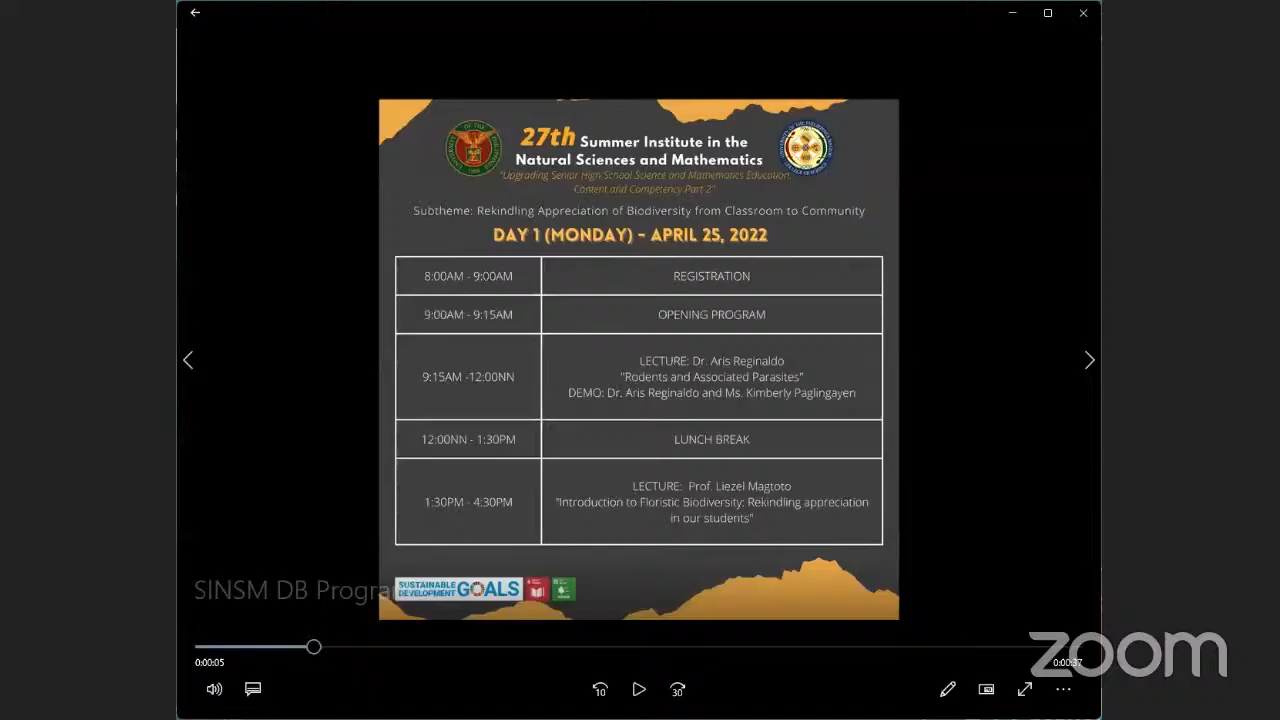 27th Summer Institute in the
Natural Sciences and Mathematics
"Upgrading Senior High School Science and Mathematics Education
Content and Competency Part 2"
Subtheme: Rekindling Appreciation of Biodiversity from Classroom to Community
DAY 1 (MONDAY) - APRIL 25, 2022
8:00AM - 9:00AM
REGISTRATION
9:00AM - 9:15AM
OPENING PROGRAM
9:15AM -12:00NN
LECTURE: Dr. Aris Reginaldo
"Rodents and Associated Parasites"
DEMO: Dr. Aris Reginaldo and Ms. Kimberly Paglingayen
12:00NN - 1:30PM
LUNCH BREAK
1:30PM - 4:30PM
LECTURE: Prof. Liezel Magtoto
"Introduction to Floristic Biodiversity: Rekindling appreciation
in our students"
SINSM DB Progra
SUSTAINABLE
DEVELOPMENT GOALS
0:00:05
0:00:37
10
30
zoom